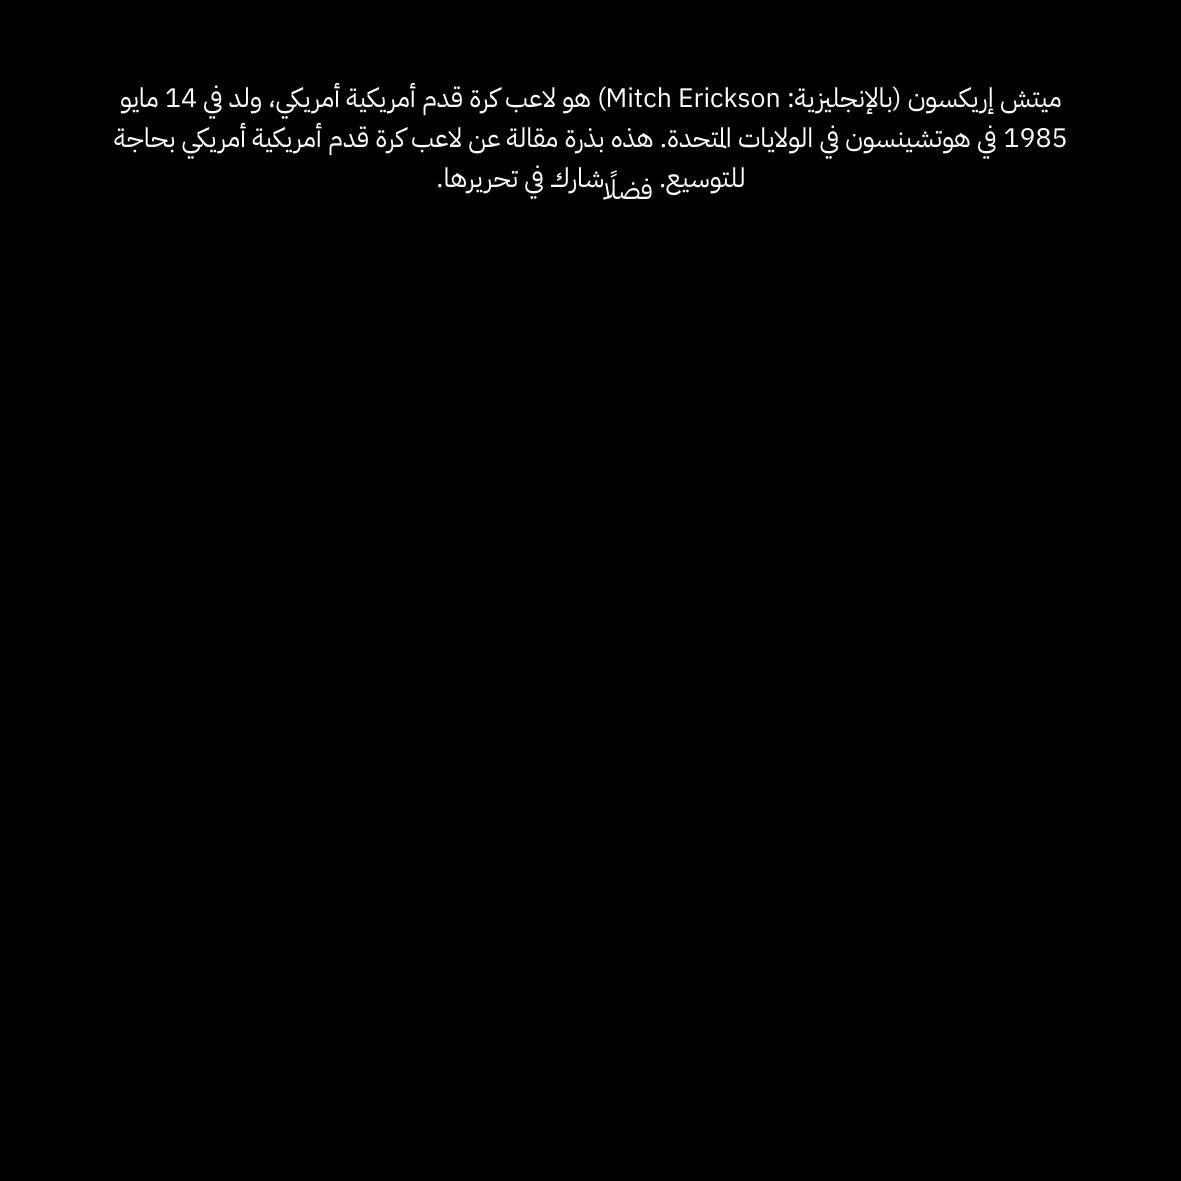 ميتش إريكسون (بالإنجليزية: Mitch Erickson) هو لاعب كرة قدم أمريكية أمريكي، ولد في 14 مايو
1985 في هوتشينسون في الولايات المتحدة. هذه بذرة مقالة عن لاعب كرة قدم أمريكية أمريكي بحاجة
للتوسيع. فضلًا شارك في تحريرها.